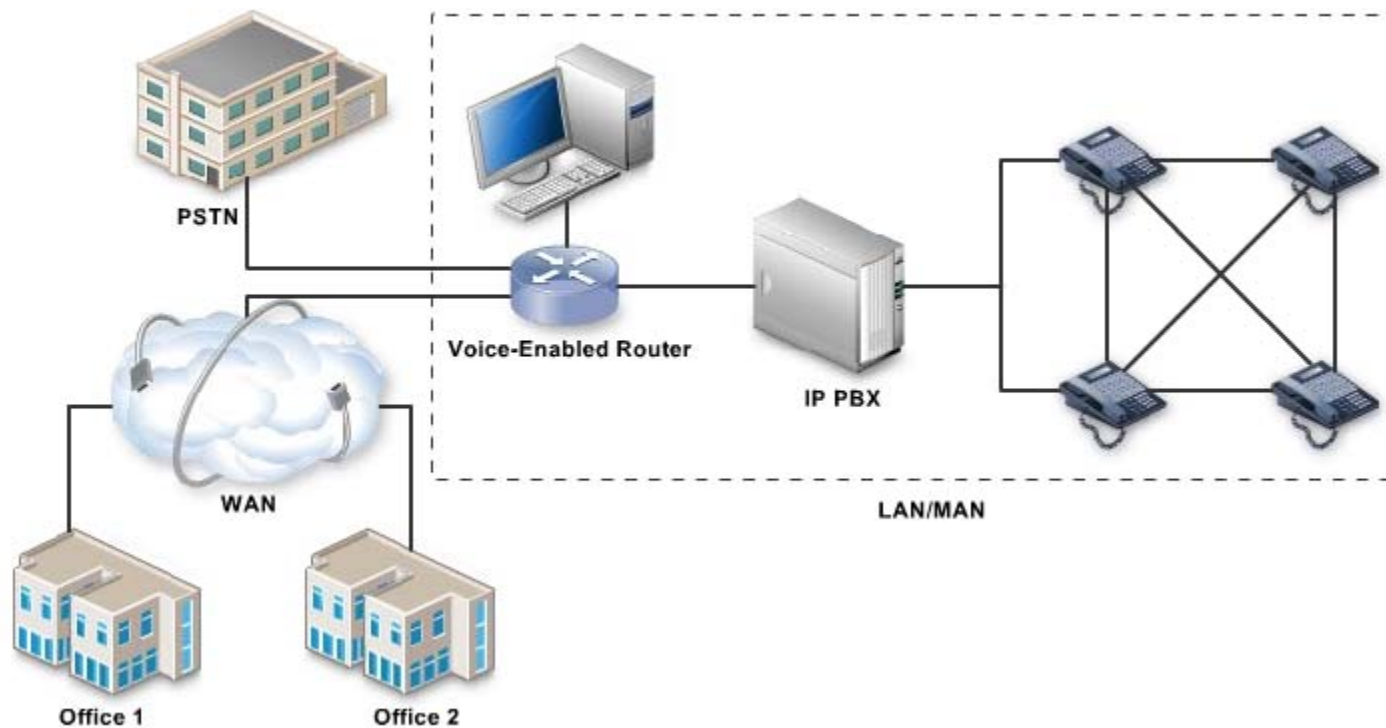 PSTN
Voice-Enabled Router
IP PBX
WAN
LAN/MAN
Office 1
Office 2